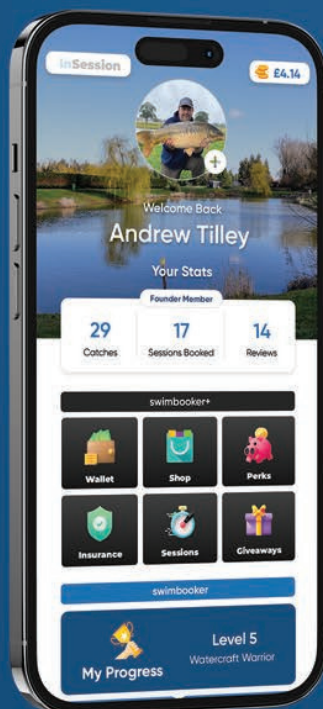 inSession
£4.14
Welcome Back
Andrew Tilley
Your Stats
Founder Member
29 17 14
Catches Sessions Booked Reviews
swimbooker+
Wallet Shop Perks
Insurance Sessions Giveaways
swimbooker
My Progress
Level 5
Watercraft Warrior